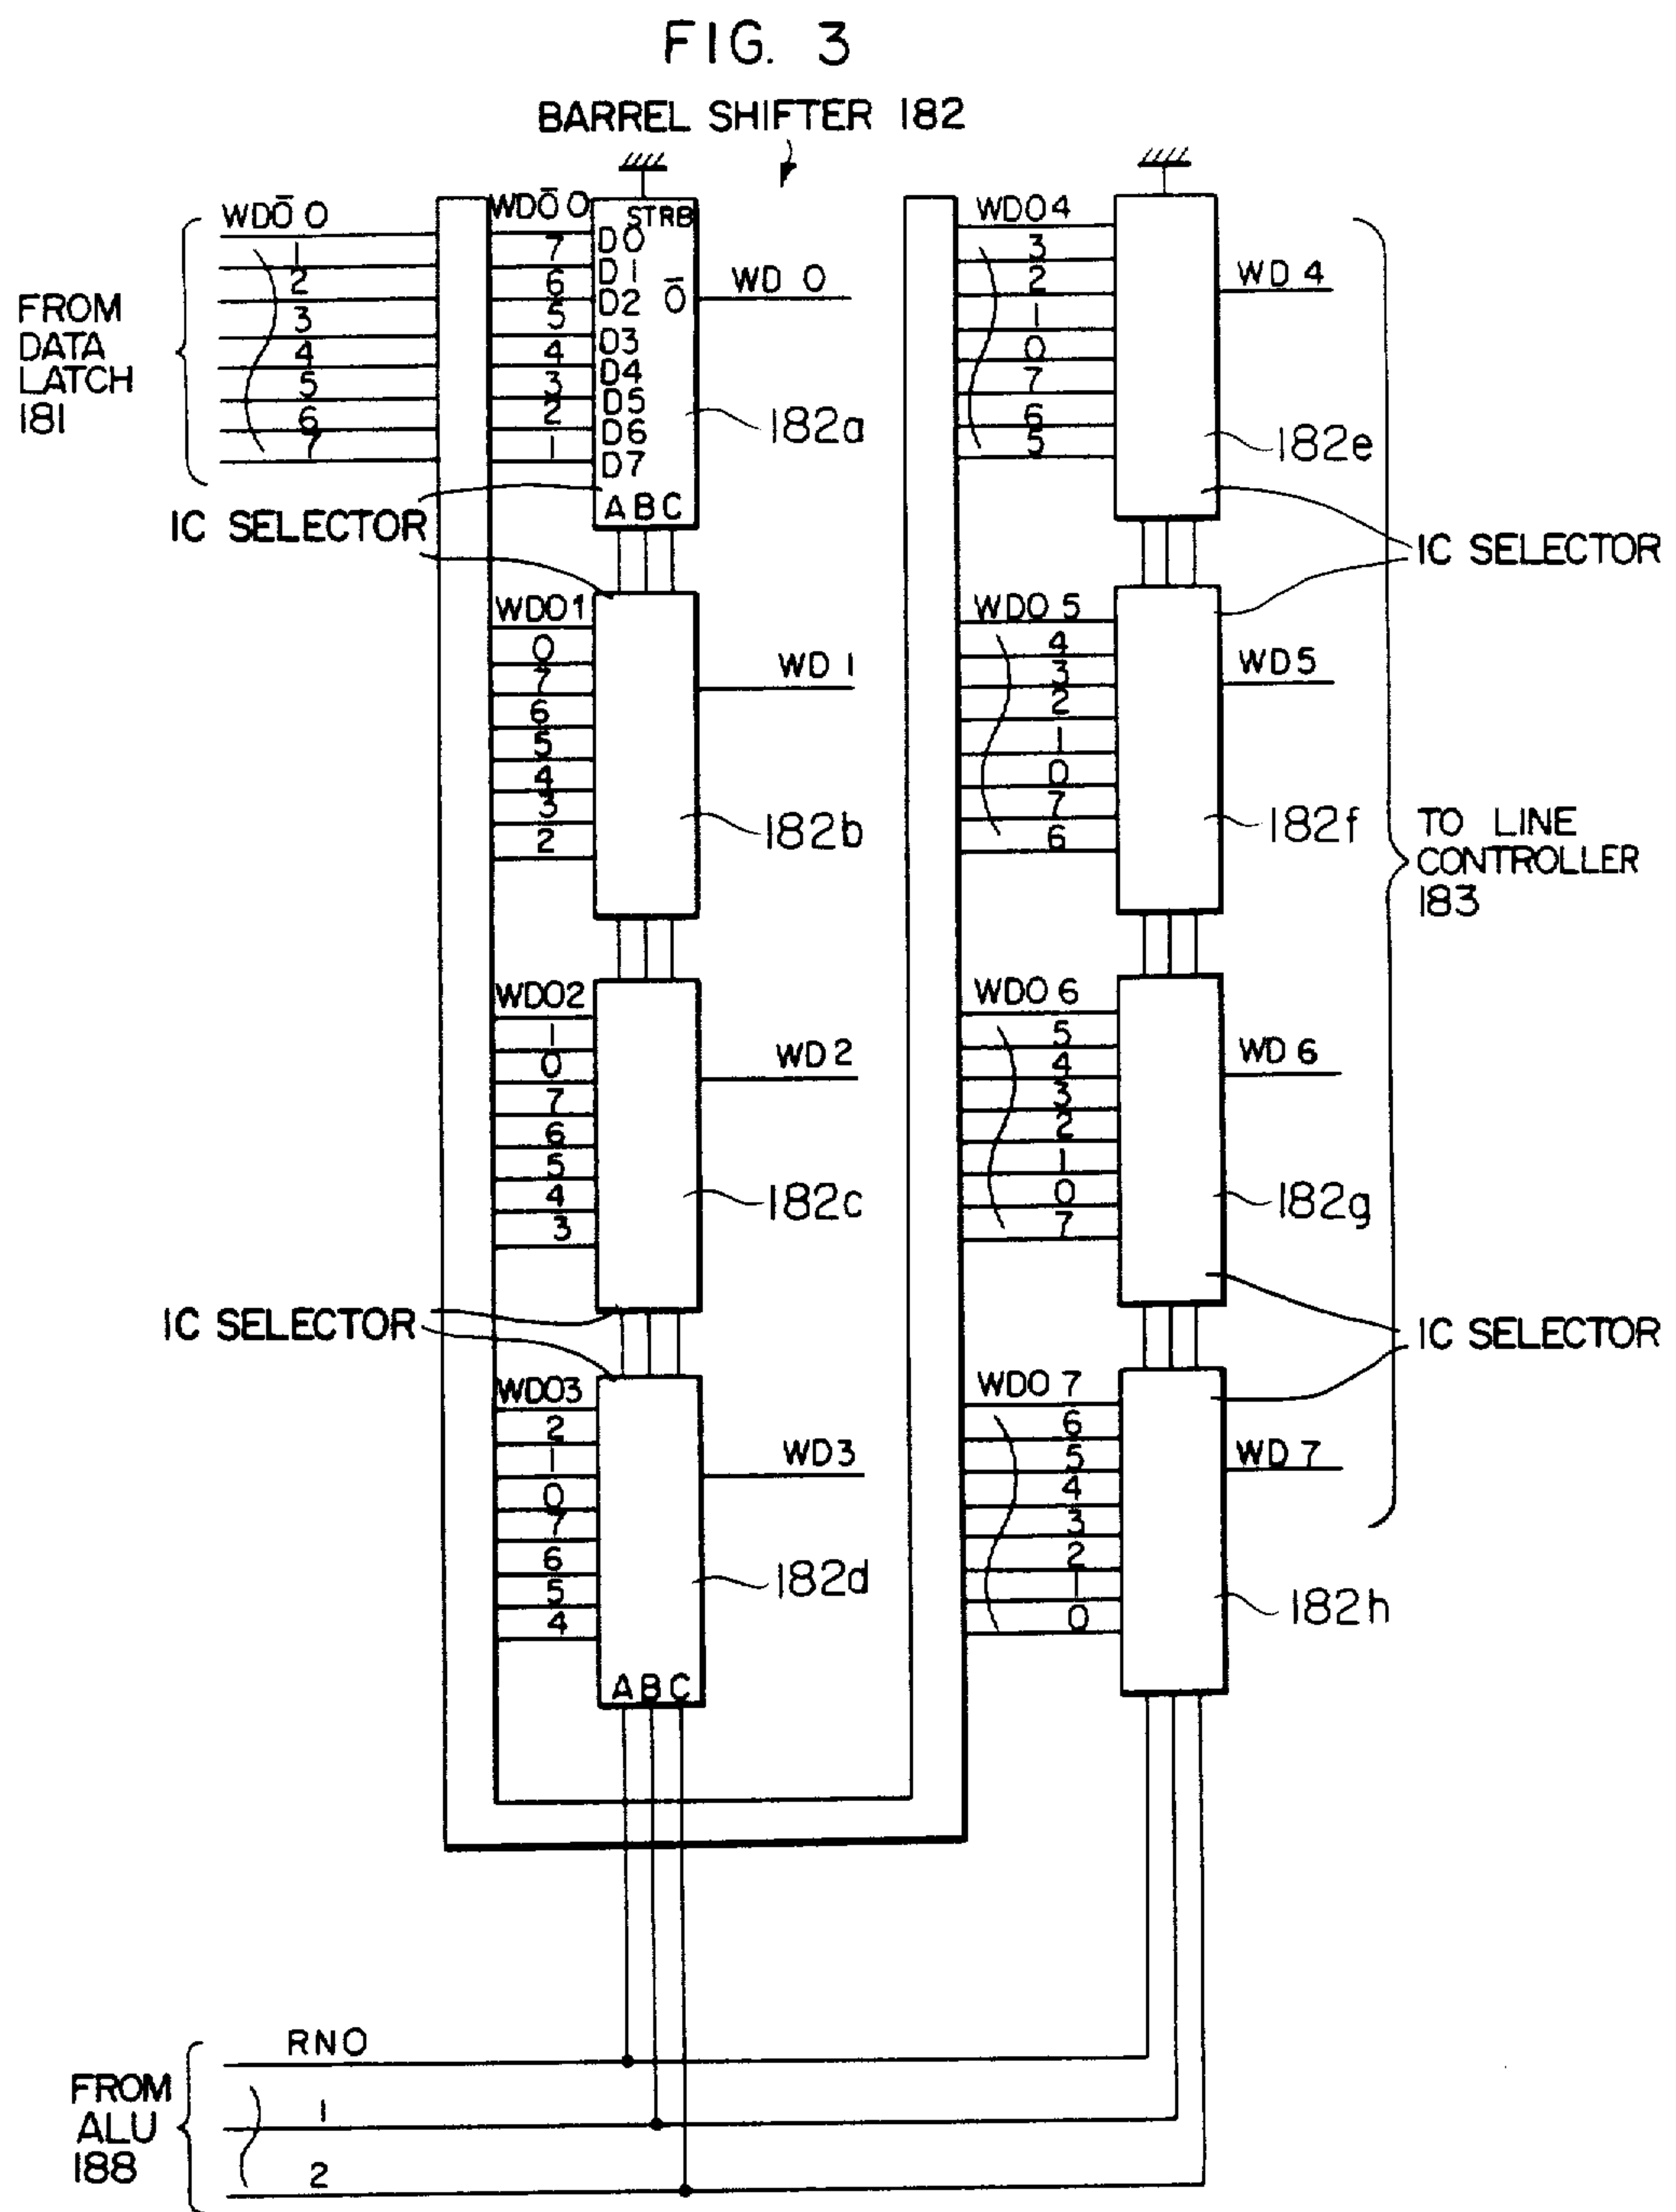 FIG. 3
BARREL SHIFTER 182
FROM
DATA
LATCH
181
WDO̅ 0
1
2
3
4
5
6
7
WDO̅ 0
7
6
5
4
3
2
1
STRB
D0
D1
D2
D3
D4
D5
D6
D7
O̅
A B C
WD 0
182a
IC SELECTOR
WDO1
0
7
6
5
4
3
2
WD 1
182b
WDO2
1
0
7
6
5
4
3
WD 2
182c
IC SELECTOR
WDO3
2
1
0
7
6
5
4
A B C
WD3
182d
WDO4
3
2
1
0
7
6
5
WD 4
182e
IC SELECTOR
WDO 5
4
3
2
1
0
7
6
WD5
182f
TO LINE
CONTROLLER
183
WDO 6
5
4
3
2
1
0
7
WD 6
182g
IC SELECTOR
WDO 7
6
5
4
3
2
1
0
WD 7
182h
FROM
ALU
188
RNO
1
2